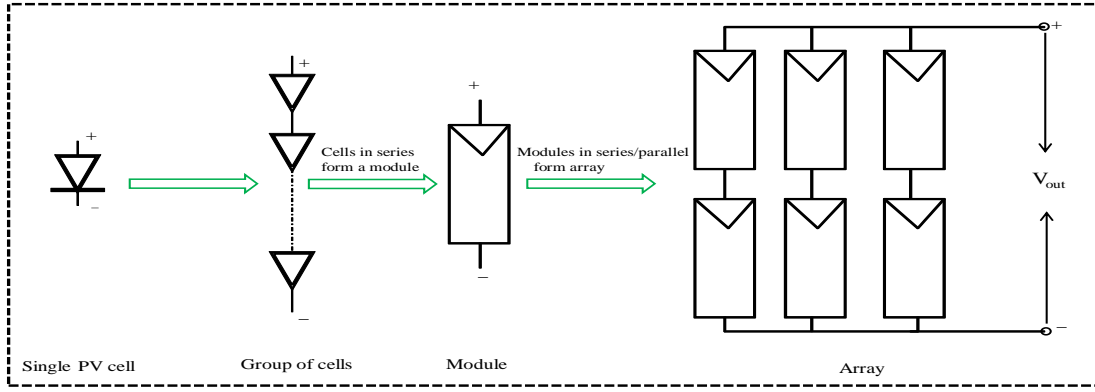 +
−
Single PV cell
+
−
Group of cells
Cells in series
form a module
+
−
Module
Modules in series/parallel
form array
+
Vout
−
Array